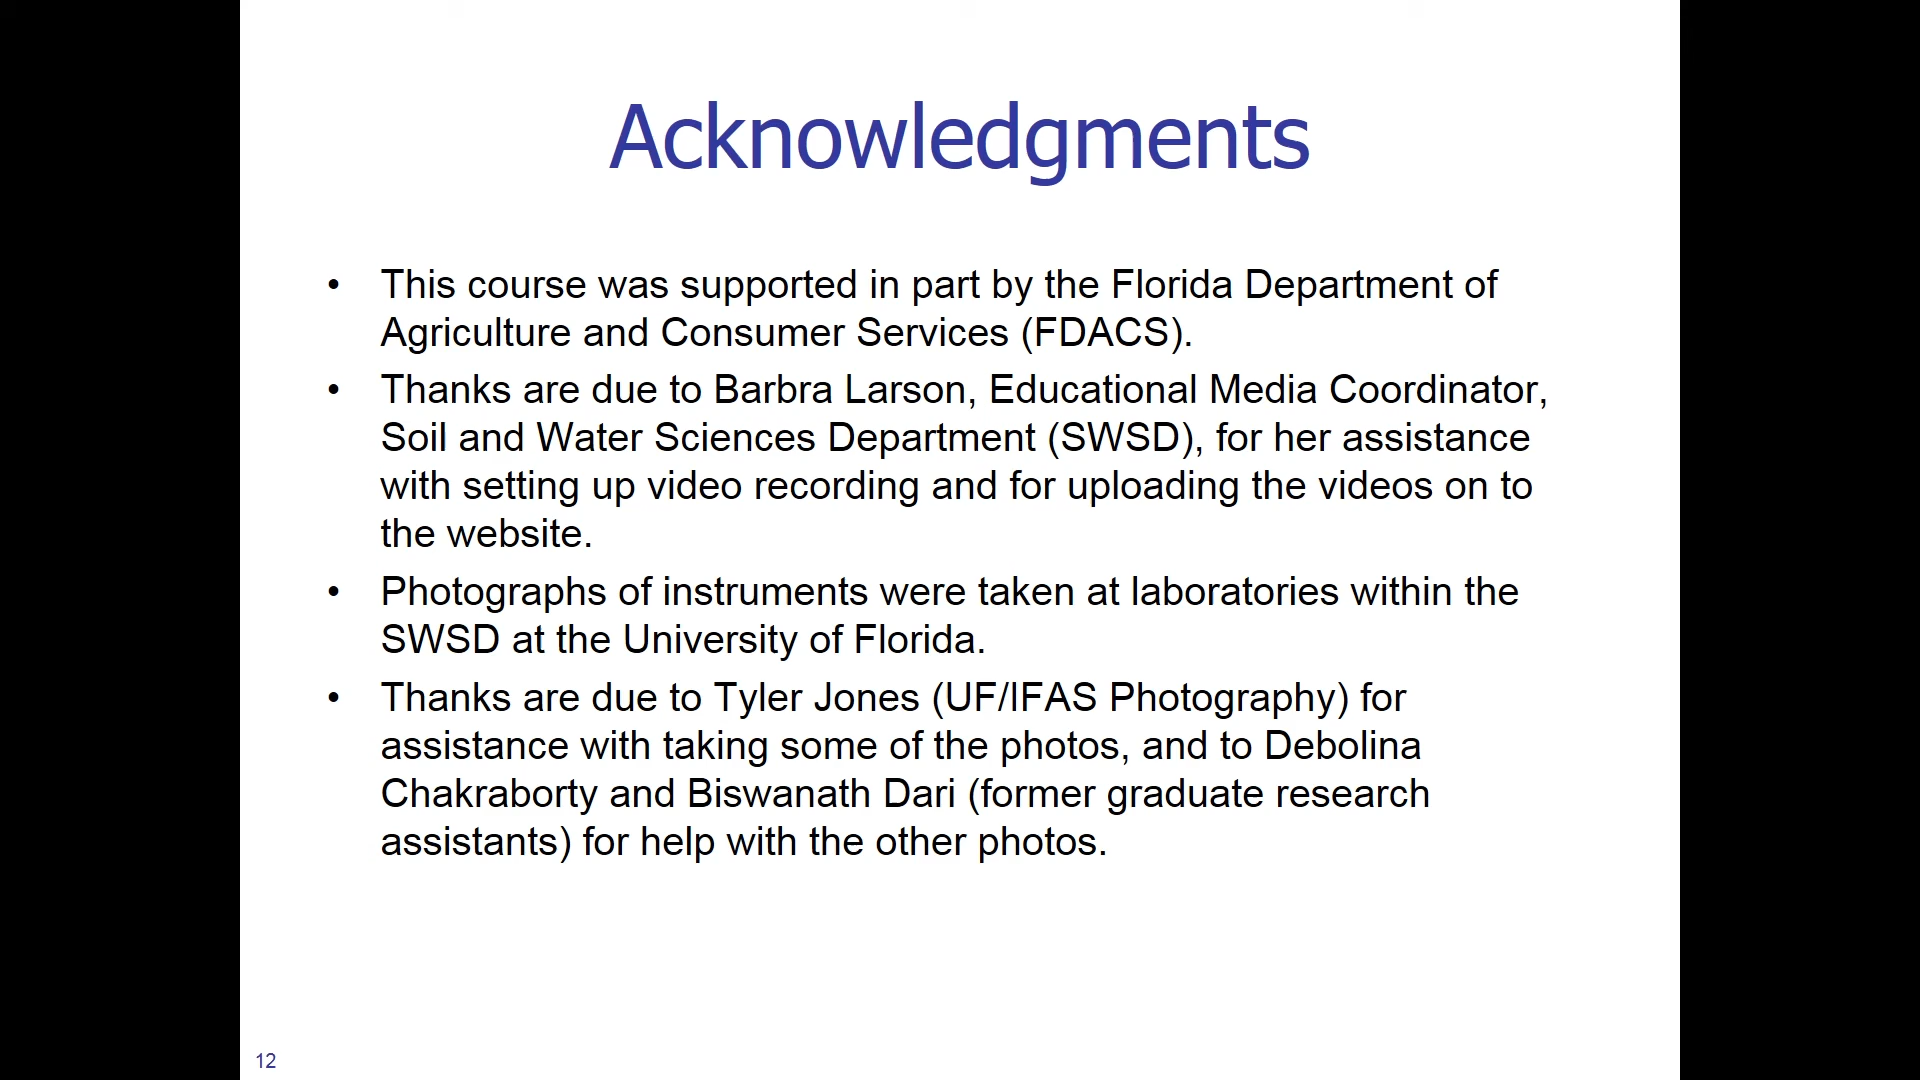 Acknowledgments
• This course was supported in part by the Florida Department of
Agriculture and Consumer Services (FDACS).
• Thanks are due to Barbra Larson, Educational Media Coordinator,
Soil and Water Sciences Department (SWSD), for her assistance
with setting up video recording and for uploading the videos on to
the website.
• Photographs of instruments were taken at laboratories within the
SWSD at the University of Florida.
• Thanks are due to Tyler Jones (UF/IFAS Photography) for
assistance with taking some of the photos, and to Debolina
Chakraborty and Biswanath Dari (former graduate research
assistants) for help with the other photos.
12